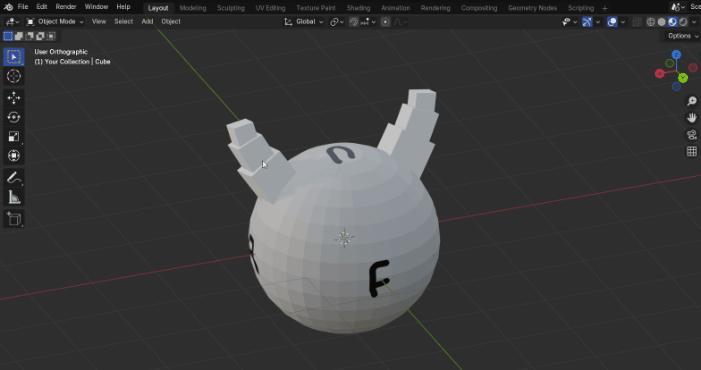 File Edit Render Window Help Layout Modeling Sculpting UV Editing Texture Paint Shading Animation Rendering Compositing Geometry Nodes Scripting +
Object Mode View Select Add Object Global
Options
User Orthographic
(1) Your Collection | Cube
F